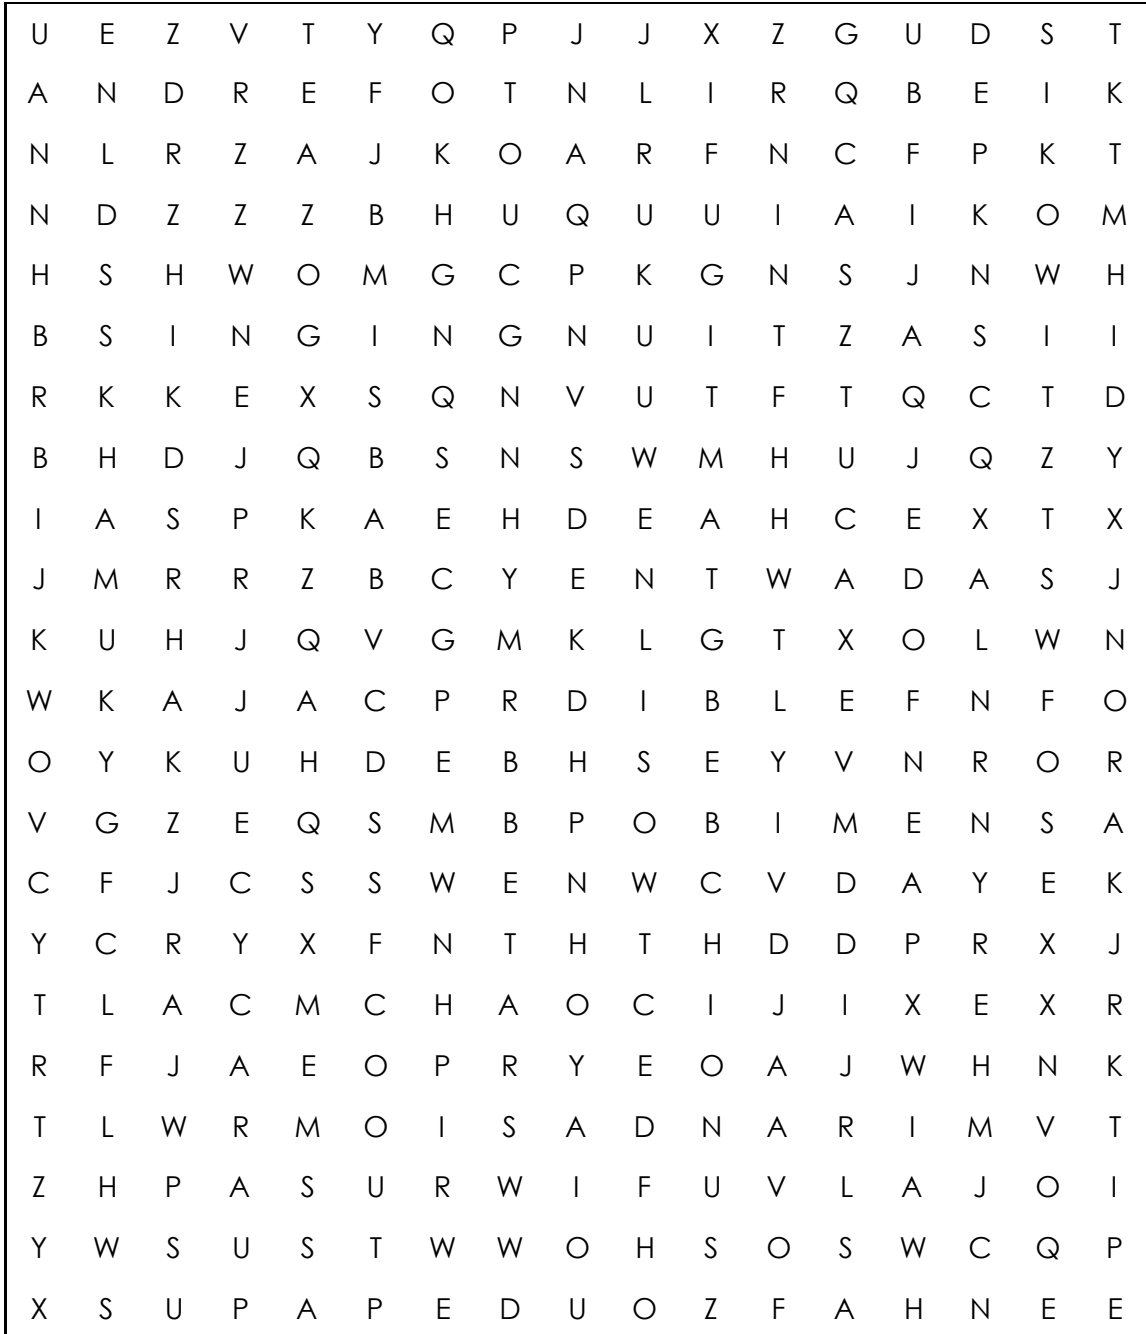 U E Z V T Y Q P J J X Z G U D S T
A N D R E F O T N L I R Q B E I K
N L R Z A J K O A R F N C F P K T
N D Z Z Z B H U Q U U I A I K O M
H S H W O M G C P K G N S J N W H
B S I N G I N G N U I T Z A S I I
R K K E X S Q N V U T F T Q C T D
B H D J Q B S N S W M H U J Q Z Y
I A S P K A E H D E A H C E X T X
J M R R Z B C Y E N T W A D A S J
K U H J Q V G M K L G T X O L W N
W K A J A C P R D I B L E F N F O
O Y K U H D E B H S E Y V N R O R
V G Z E Q S M B P O B I M E N S A
C F J C S S W E N W C V D A Y E K
Y C R Y X F N T H T H D D P R X J
T L A C M C H A O C I J I X E X R
R F J A E O P R Y E O A J W H N K
T L W R M O I S A D N A R I M V T
Z H P A S U R W I F U V L A J O I
Y W S U S T W W O H S O S W C Q P
X S U P A P E D U O Z F A H N E E